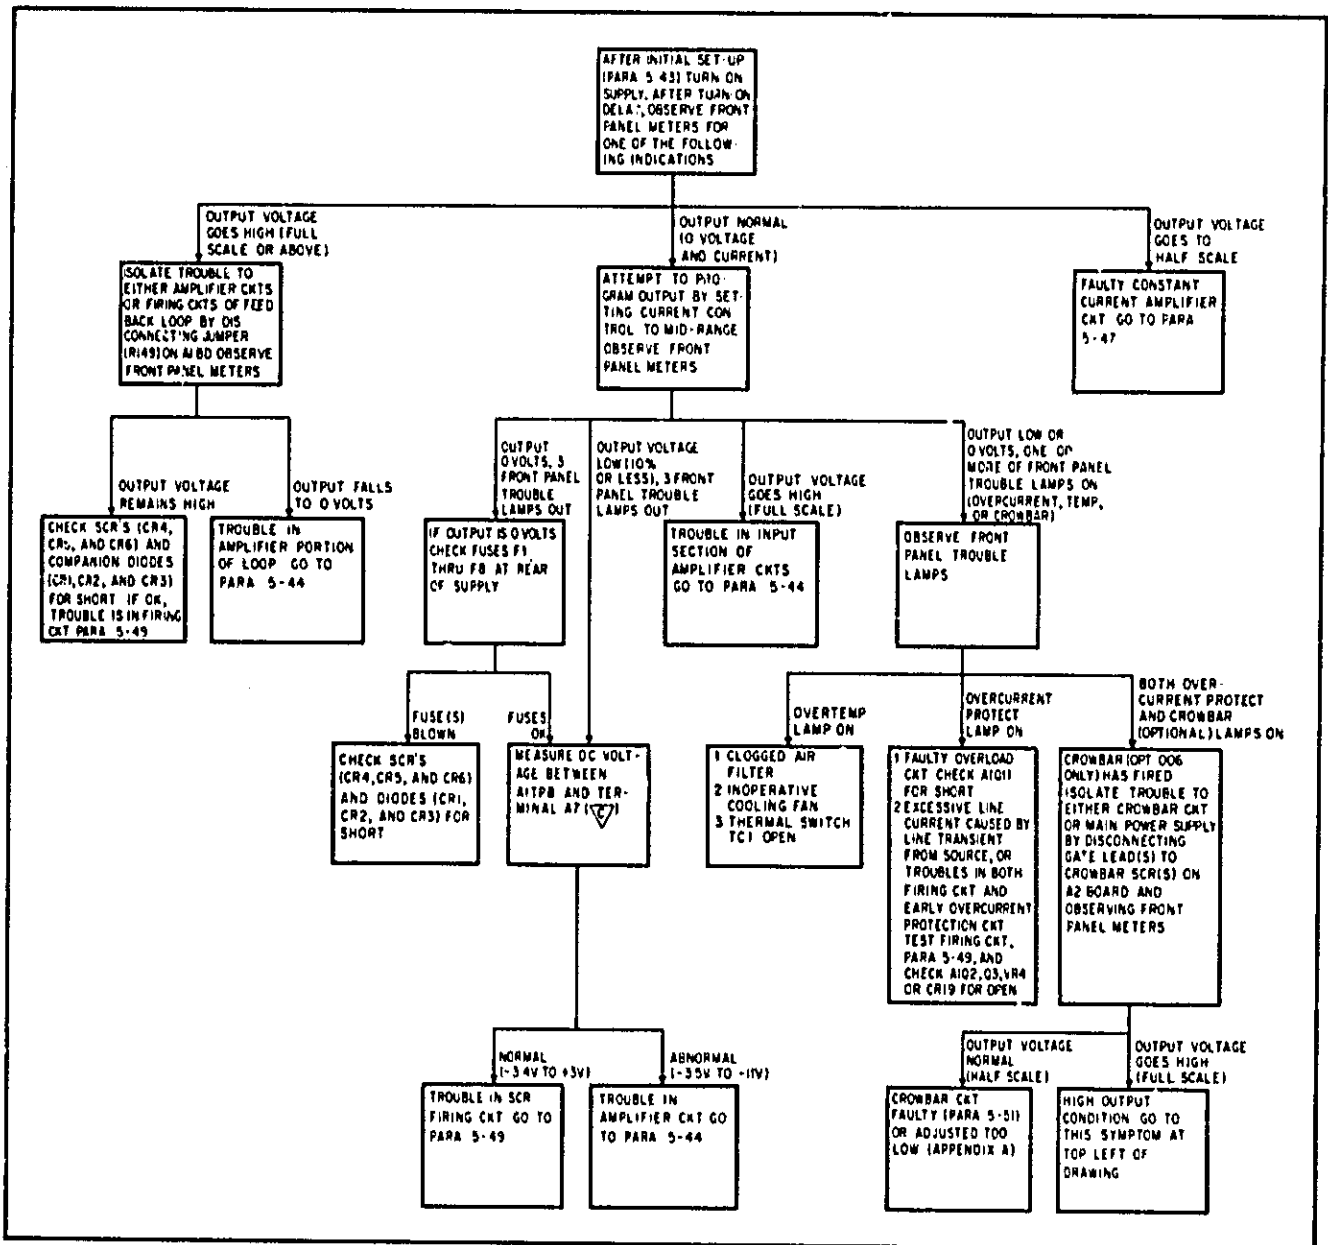 AFTER INITIAL SET-UP
(PARA 5-43) TURN ON
SUPPLY, AFTER TURN-ON
DELAY, OBSERVE FRONT
PANEL METERS FOR
ONE OF THE FOLLOW-
ING INDICATIONS
OUTPUT VOLTAGE
GOES HIGH (FULL
SCALE OR ABOVE)
OUTPUT NORMAL
(0 VOLTAGE
AND CURRENT)
OUTPUT VOLTAGE
GOES TO
HALF SCALE
ISOLATE TROUBLE TO
EITHER AMPLIFIER CKTS
OR FIRING CKTS OF FEED
BACK LOOP BY DIS
CONNECTING JUMPER
(R149) ON A1 BD OBSERVE
FRONT PANEL METERS
ATTEMPT TO PRO-
GRAM OUTPUT BY SET-
TING CURRENT CON
TROL TO MID-RANGE
OBSERVE FRONT
PANEL METERS
FAULTY CONSTANT
CURRENT AMPLIFIER
CKT GO TO PARA
5-47
OUTPUT VOLTAGE
REMAINS HIGH
OUTPUT FALLS
TO 0 VOLTS
OUTPUT
0 VOLTS, 3
FRONT PANEL
TROUBLE
LAMPS OUT
OUTPUT VOLTAGE
LOW (10%
OR LESS), 3 FRONT
PANEL TROUBLE
LAMPS OUT
OUTPUT VOLTAGE
GOES HIGH
(FULL SCALE)
OUTPUT LOW OR
0 VOLTS, ONE OR
MORE OF FRONT PANEL
TROUBLE LAMPS ON
(OVERCURRENT, TEMP,
OR CROWBAR)
CHECK SCR'S (CR4,
CR5, AND CR6) AND
COMPANION DIODES
(CR1, CR2, AND CR3)
FOR SHORT IF OK,
TROUBLE IS IN FIRING
CKT PARA 5-49
TROUBLE IN
AMPLIFIER PORTION
OF LOOP GO TO
PARA 5-44
IF OUTPUT IS 0 VOLTS
CHECK FUSES F1
THRU F8 AT REAR
OF SUPPLY
TROUBLE IN INPUT
SECTION OF
AMPLIFIER CKTS
GO TO PARA 5-44
OBSERVE FRONT
PANEL TROUBLE
LAMPS
FUSE(S)
BLOWN
FUSES
OK
OVERTEMP
LAMP ON
OVERCURRENT
PROTECT
LAMP ON
BOTH OVER-
CURRENT PROTECT
AND CROWBAR
(OPTIONAL) LAMPS ON
CHECK SCR'S
(CR4, CR5, AND CR6)
AND DIODES (CR1,
CR2, AND CR3) FOR
SHORT
MEASURE DC VOLT-
AGE BETWEEN
A1TP8 AND TER-
MINAL A7 (C)
1 CLOGGED AIR
FILTER
2 INOPERATIVE
COOLING FAN
3 THERMAL SWITCH
TC1 OPEN
1 FAULTY OVERLOAD
CKT CHECK A1Q11
FOR SHORT
2 EXCESSIVE LINE
CURRENT CAUSED BY
LINE TRANSIENT
FROM SOURCE, OR
TROUBLES IN BOTH
FIRING CKT AND
EARLY OVERCURRENT
PROTECTION CKT
TEST FIRING CKT,
PARA 5-49, AND
CHECK A1Q2, Q3, VR4
OR CR19 FOR OPEN
CROWBAR (OPT 006
ONLY) HAS FIRED
ISOLATE TROUBLE TO
EITHER CROWBAR CKT
OR MAIN POWER SUPPLY
BY DISCONNECTING
GATE LEAD(S) TO
CROWBAR SCR(S) ON
A2 BOARD AND
OBSERVING FRONT
PANEL METERS
NORMAL
(-3.4V TO +3V)
ABNORMAL
(-3.5V TO -11V)
OUTPUT VOLTAGE
NORMAL
(HALF SCALE)
OUTPUT VOLTAGE
GOES HIGH
(FULL SCALE)
TROUBLE IN SCR
FIRING CKT GO TO
PARA 5-49
TROUBLE IN
AMPLIFIER CKT GO
TO PARA 5-44
CROWBAR CKT
FAULTY (PARA 5-51)
OR ADJUSTED TOO
LOW (APPENDIX A)
HIGH OUTPUT
CONDITION GO TO
THIS SYMPTOM AT
TOP LEFT OF
DRAWING